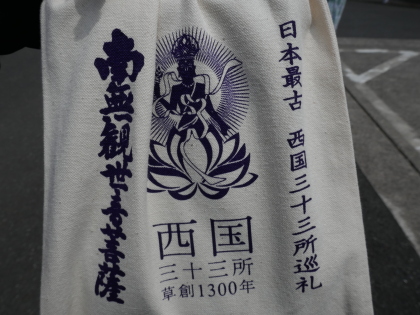 日本最古 西国三十三所巡礼
南無観世音菩薩
西国
三十三所
草創1300年